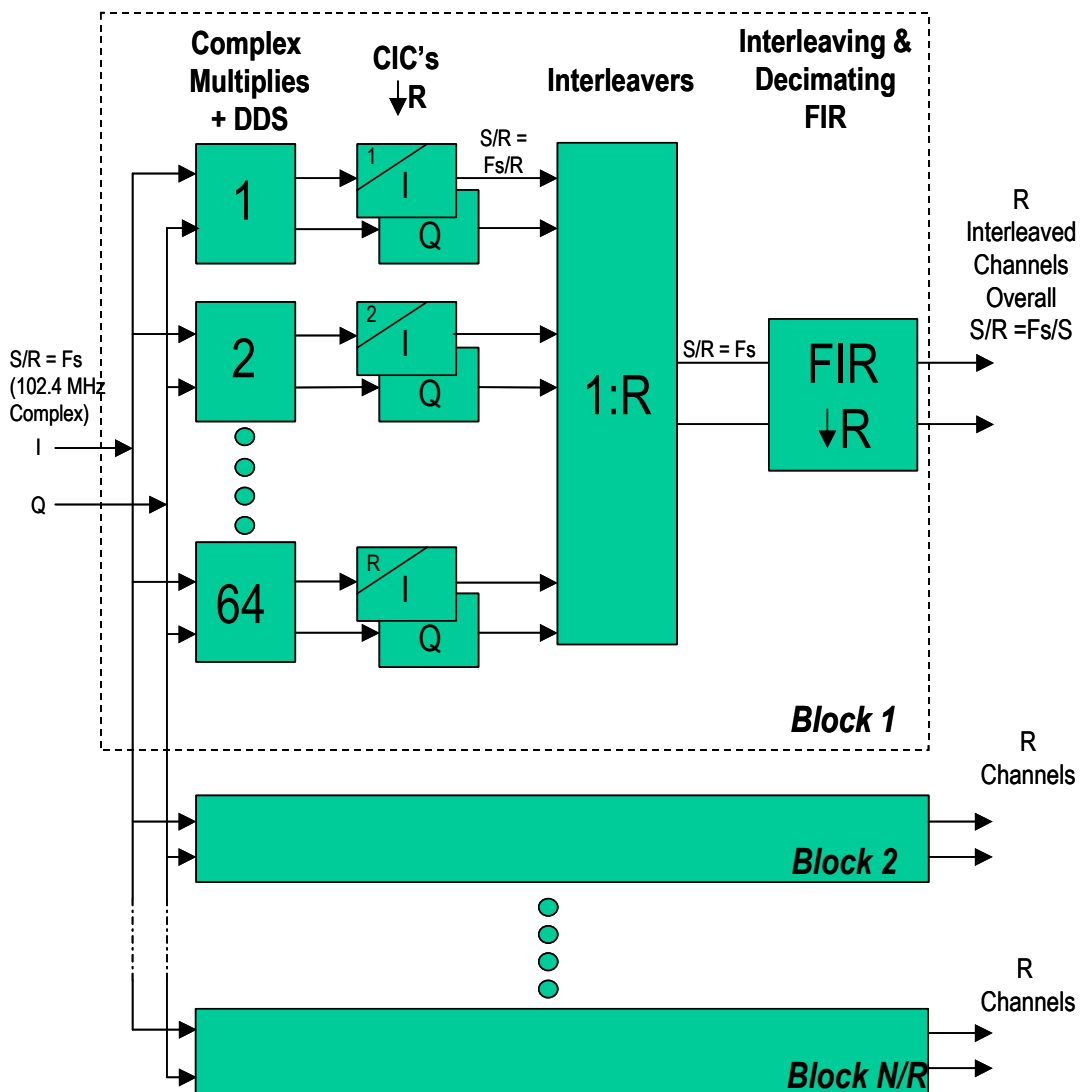 Complex
Multiplies
+ DDS
CIC's
↓R
Interleavers
Interleaving &
Decimating
FIR
S/R =
Fs/R
1
1
I
Q
2
2
I
Q
64
R
I
Q
1:R
S/R = Fs
FIR
↓R
R
Interleaved
Channels
Overall
S/R =Fs/S
S/R = Fs
(102.4 MHz
Complex)
I
Q
Block 1
R
Channels
Block 2
R
Channels
Block N/R